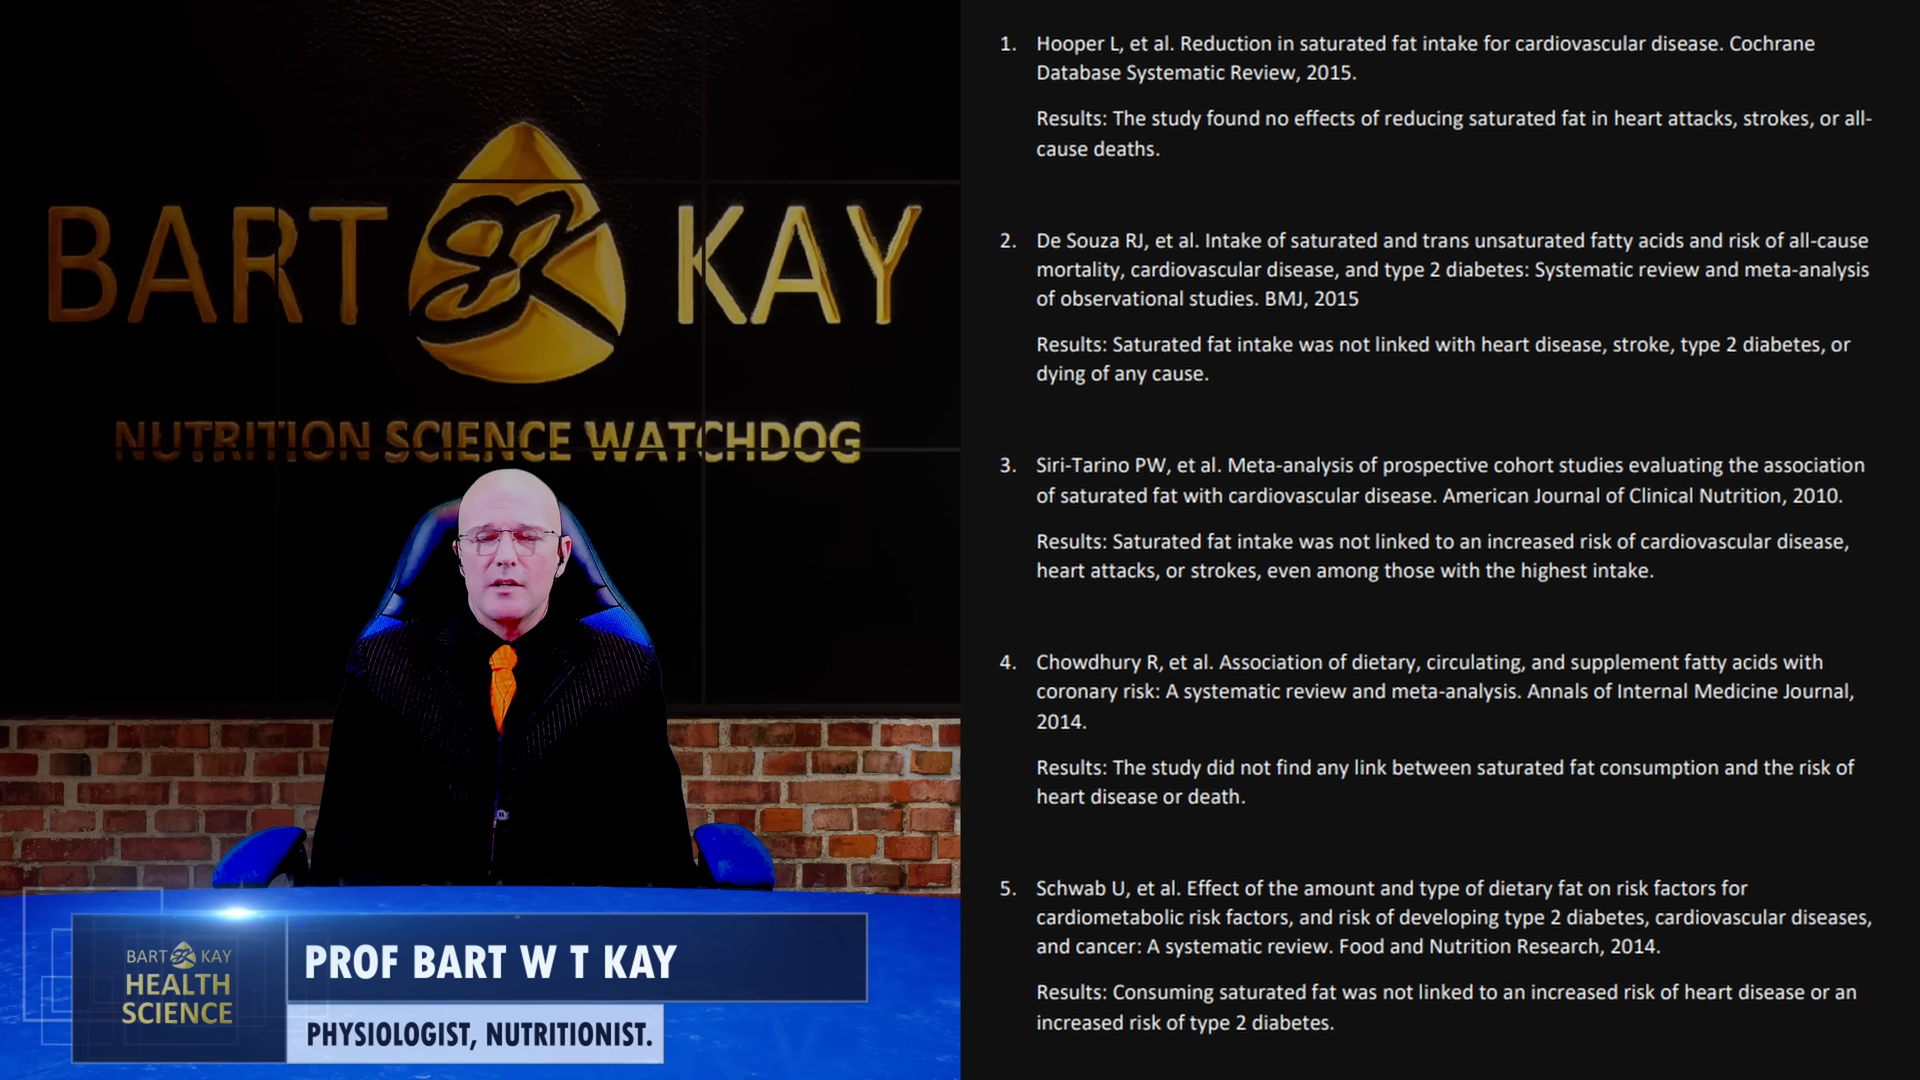 BART KAY
NUTRITION SCIENCE WATCHDOG
BART KAY
HEALTH
SCIENCE
PROF BART W T KAY
PHYSIOLOGIST, NUTRITIONIST.
1. Hooper L, et al. Reduction in saturated fat intake for cardiovascular disease. Cochrane
Database Systematic Review, 2015.
Results: The study found no effects of reducing saturated fat in heart attacks, strokes, or all-
cause deaths.
2. De Souza RJ, et al. Intake of saturated and trans unsaturated fatty acids and risk of all-cause
mortality, cardiovascular disease, and type 2 diabetes: Systematic review and meta-analysis
of observational studies. BMJ, 2015
Results: Saturated fat intake was not linked with heart disease, stroke, type 2 diabetes, or
dying of any cause.
3. Siri-Tarino PW, et al. Meta-analysis of prospective cohort studies evaluating the association
of saturated fat with cardiovascular disease. American Journal of Clinical Nutrition, 2010.
Results: Saturated fat intake was not linked to an increased risk of cardiovascular disease,
heart attacks, or strokes, even among those with the highest intake.
4. Chowdhury R, et al. Association of dietary, circulating, and supplement fatty acids with
coronary risk: A systematic review and meta-analysis. Annals of Internal Medicine Journal,
2014.
Results: The study did not find any link between saturated fat consumption and the risk of
heart disease or death.
5. Schwab U, et al. Effect of the amount and type of dietary fat on risk factors for
cardiometabolic risk factors, and risk of developing type 2 diabetes, cardiovascular diseases,
and cancer: A systematic review. Food and Nutrition Research, 2014.
Results: Consuming saturated fat was not linked to an increased risk of heart disease or an
increased risk of type 2 diabetes.